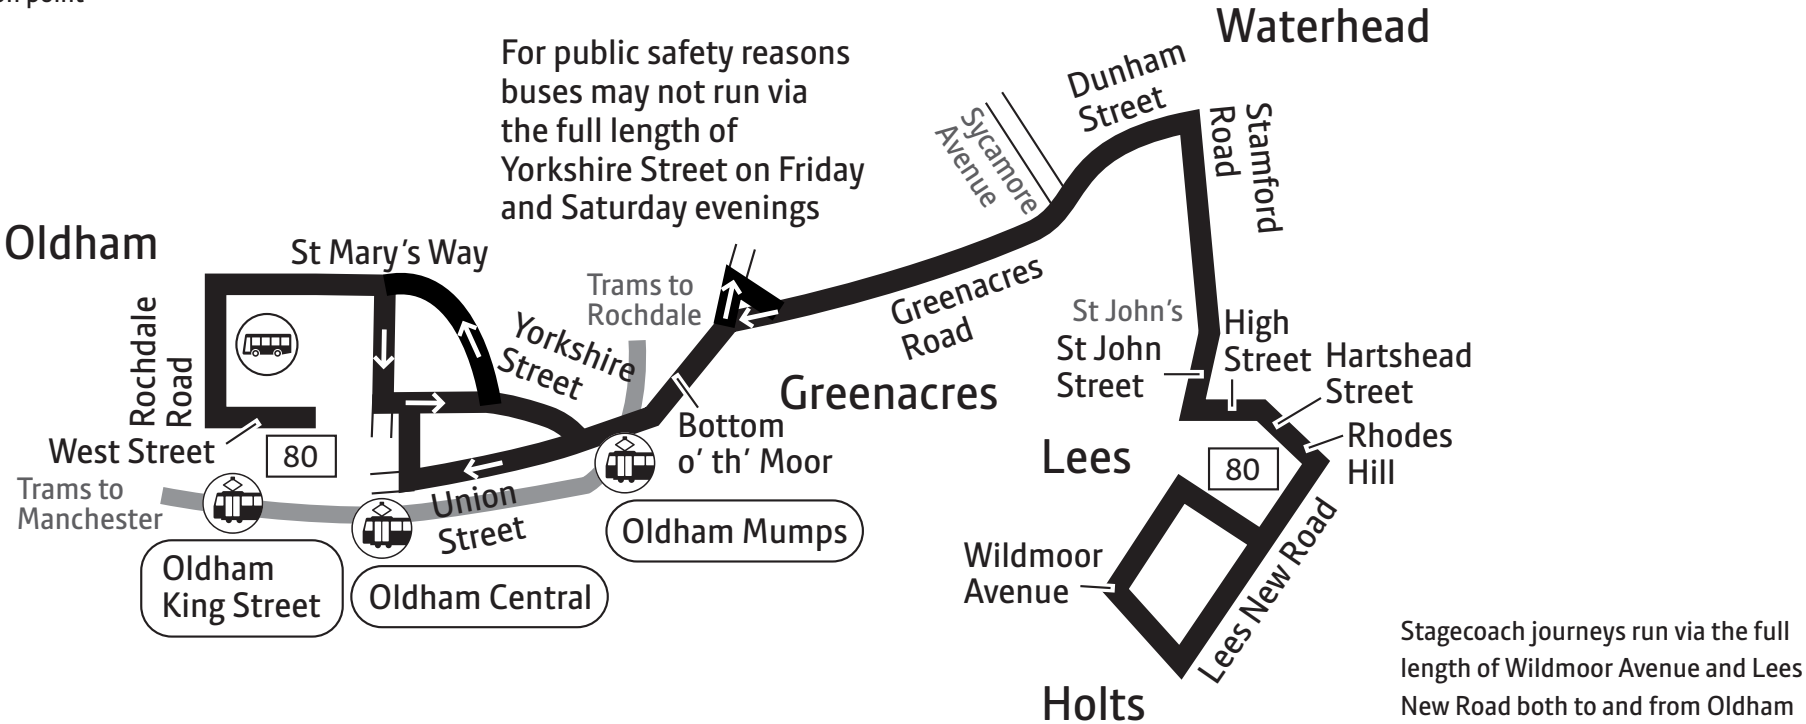 point
Waterhead
For public safety reasons
buses may not run via
the full length of
Yorkshire Street on Friday
and Saturday evenings
Dunham
Street
Stamford
Road
Sycamore
Avenue
Oldham
St Mary's Way
Trams to
Rochdale
Yorkshire
Street
Rochdale
Road
Greenacres
Road
St John's
St John
Street
High
Street
Hartshead
Street
Greenacres
Bottom
o' th' Moor
West Street
80
Lees
80
Rhodes
Hill
Trams to
Manchester
Union
Street
Oldham Mumps
Oldham
King Street
Oldham Central
Wildmoor
Avenue
Lees New Road
Holts
Stagecoach journeys run via the full
length of Wildmoor Avenue and Lees
New Road both to and from Oldham